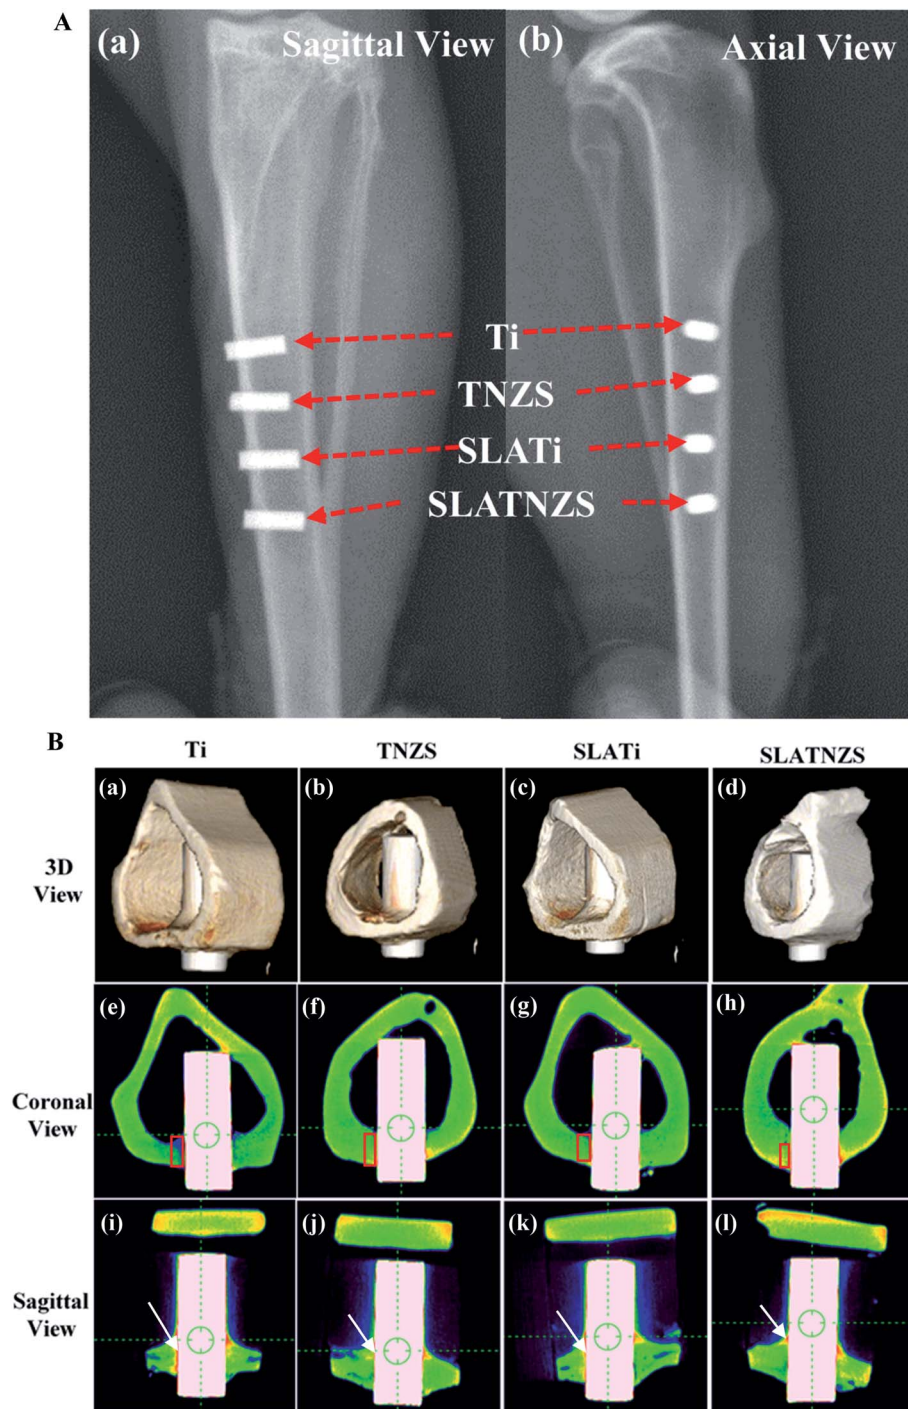 A
(a) Sagittal View
(b) Axial View
Ti
TNZS
SLATi
SLATNZS
B
Ti TNZS SLATi SLATNZS
3D
View
(a) (b) (c) (d)
Coronal
View
(e) (f) (g) (h)
Sagittal
View
(i) (j) (k) (l)